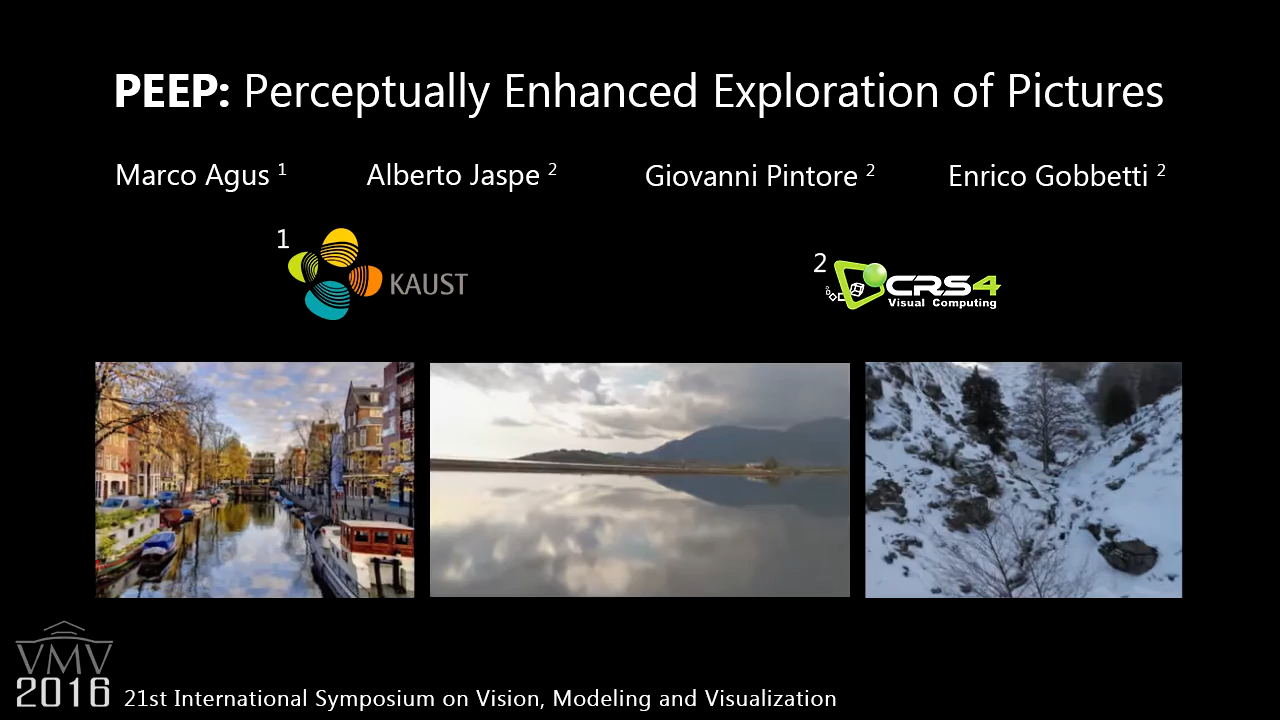 PEEP: Perceptually Enhanced Exploration of Pictures
Marco Agus 1 Alberto Jaspe 2 Giovanni Pintore 2 Enrico Gobbetti 2
1 KAUST
2 CRS4
Visual Computing
VMV
2016 21st International Symposium on Vision, Modeling and Visualization